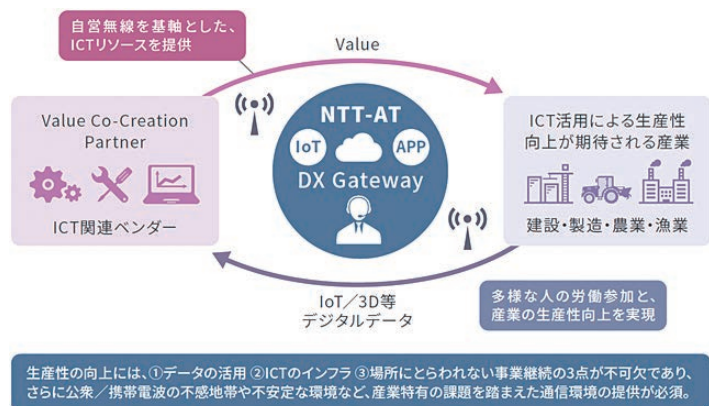 自営無線を基軸とした、
ICTリソースを提供
Value
Value Co-Creation
Partner
ICT関連ベンダー
NTT-AT
IoT
APP
DX Gateway
ICT活用による生産性
向上が期待される産業
建設・製造・農業・漁業
IoT／3D等
デジタルデータ
多様な人の労働参加と、
産業の生産性向上を実現
生産性の向上には、①データの活用 ②ICTのインフラ ③場所にとらわれない事業継続の3点が不可欠であり、
さらに公衆／携帯電波の不感地帯や不安定な環境など、産業特有の課題を踏まえた通信環境の提供が必須。